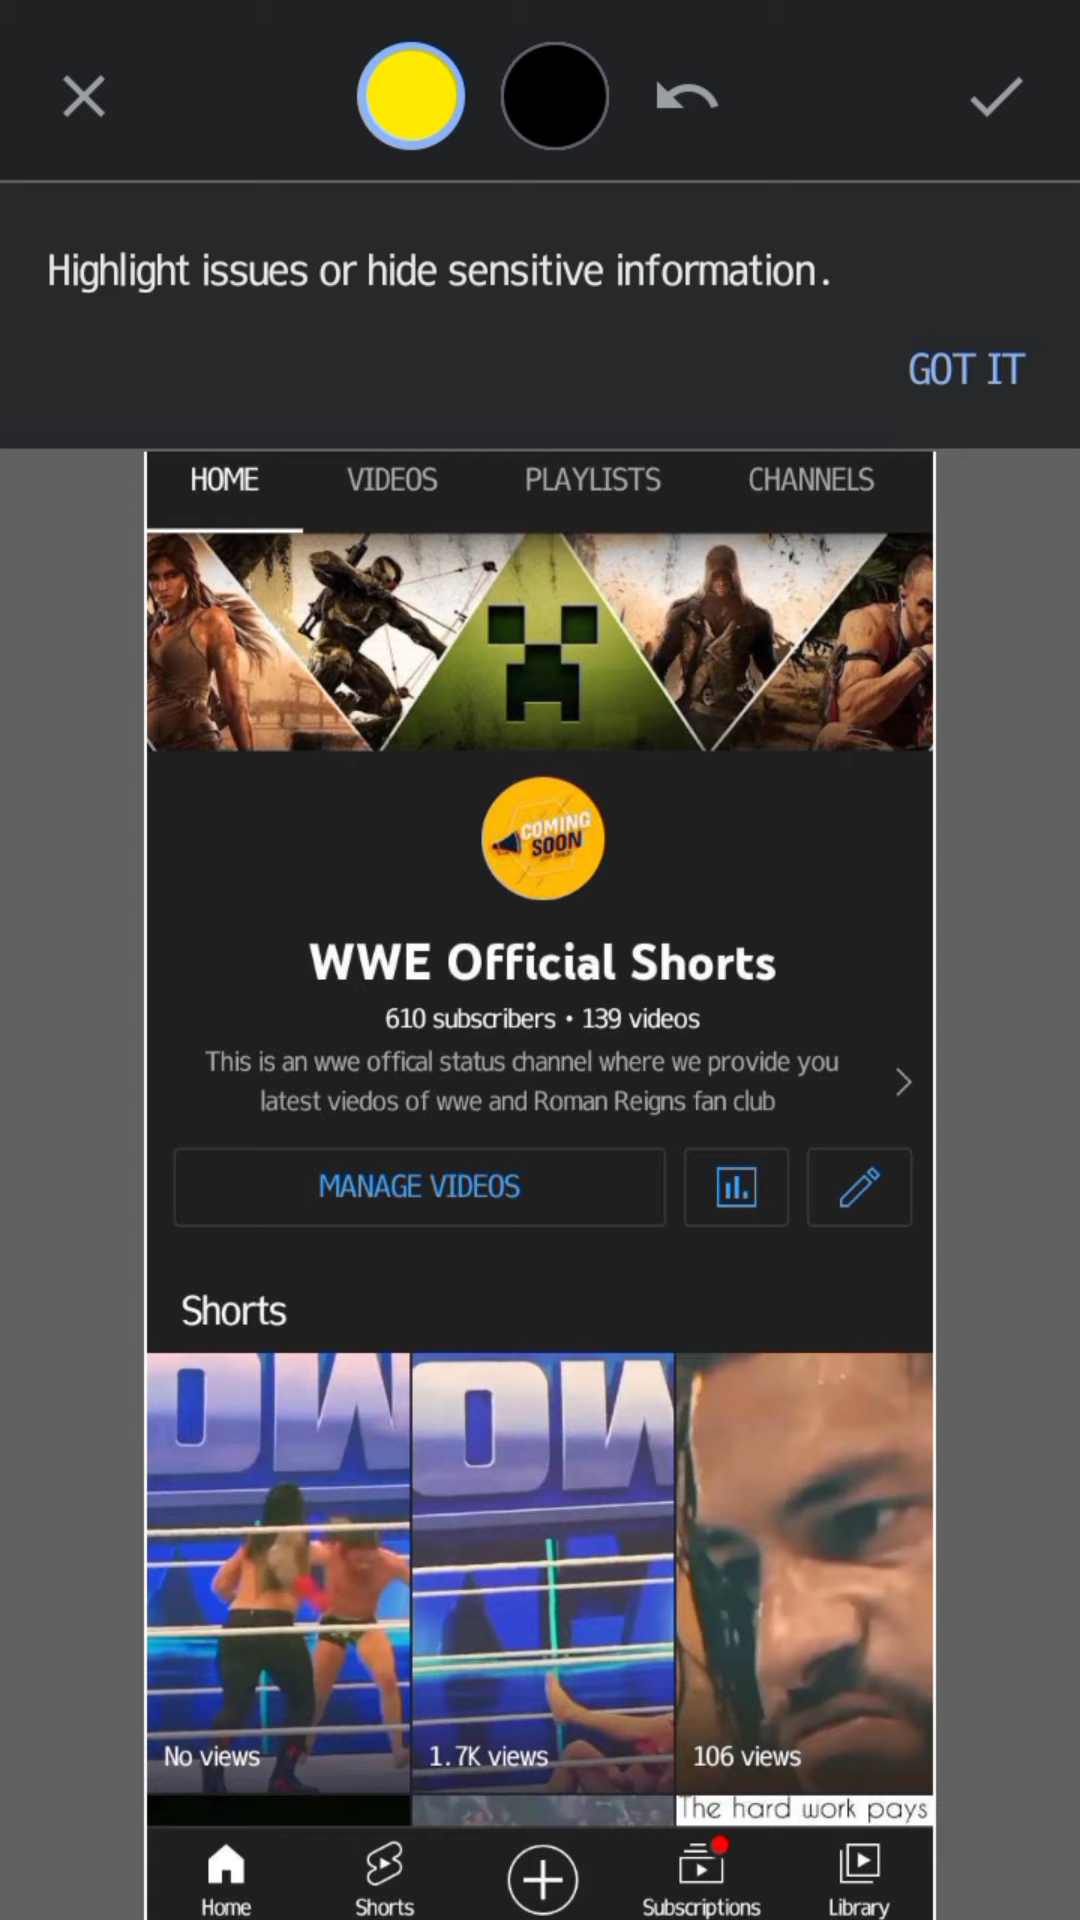 Highlight issues or hide sensitive information.
GOT IT
HOME VIDEOS PLAYLISTS CHANNELS
COMING
SOON
WWE Official Shorts
610 subscribers • 139 videos
This is an wwe offical status channel where we provide you
latest viedos of wwe and Roman Reigns fan club
MANAGE VIDEOS
Shorts
OW OW
No views 1.7K views 106 views
The hard work pays
Home Shorts Subscriptions Library